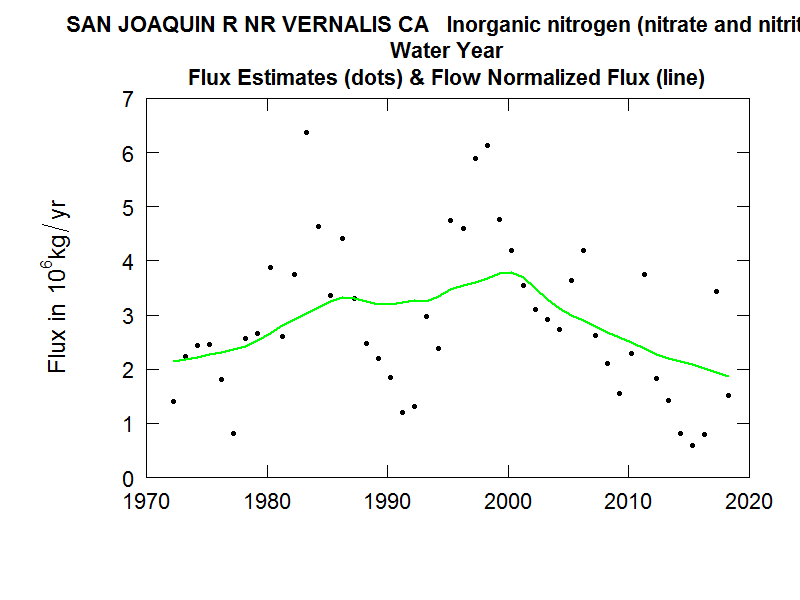 SAN JOAQUIN R NR VERNALIS CA Inorganic nitrogen (nitrate and nitrit
Water Year
Flux Estimates (dots) & Flow Normalized Flux (line)
Flux in 10⁶kg/yr
7
6
5
4
3
2
1
0
1970 1980 1990 2000 2010 2020